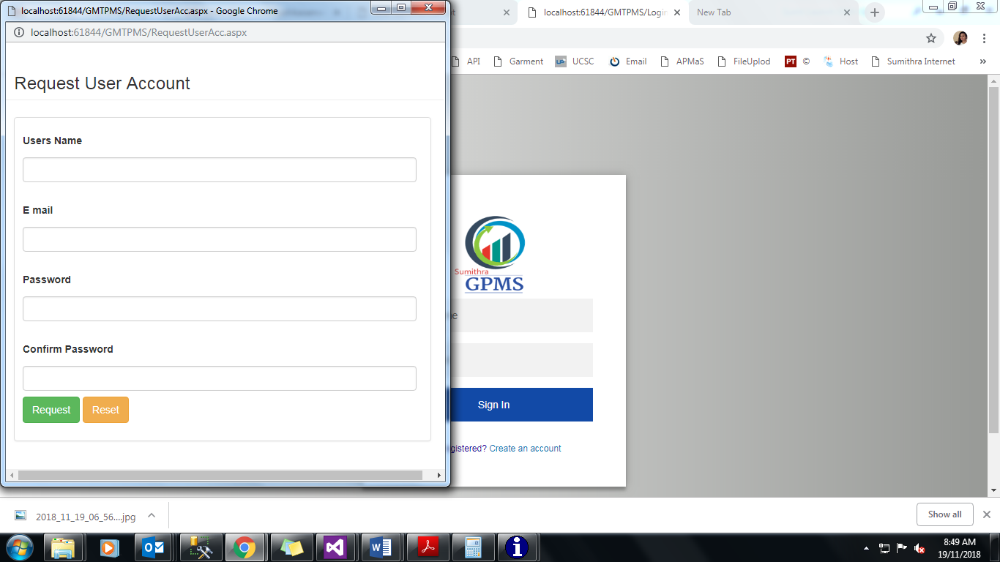 localhost:61844/GMTPMS/RequestUserAcc.aspx - Google Chrome
localhost:61844/GMTPMS/RequestUserAcc.aspx
localhost:61844/GMTPMS/Login
New Tab
API
Garment
UCSC
Email
APMaS
FileUplod
PT
©
Host
Sumithra Internet
»
Request User Account
Users Name
E mail
Password
Confirm Password
Request
Reset
Sumithra
GPMS
Sign In
Create an account
2018_11_19_06_56....jpg
Show all
8:49 AM
19/11/2018